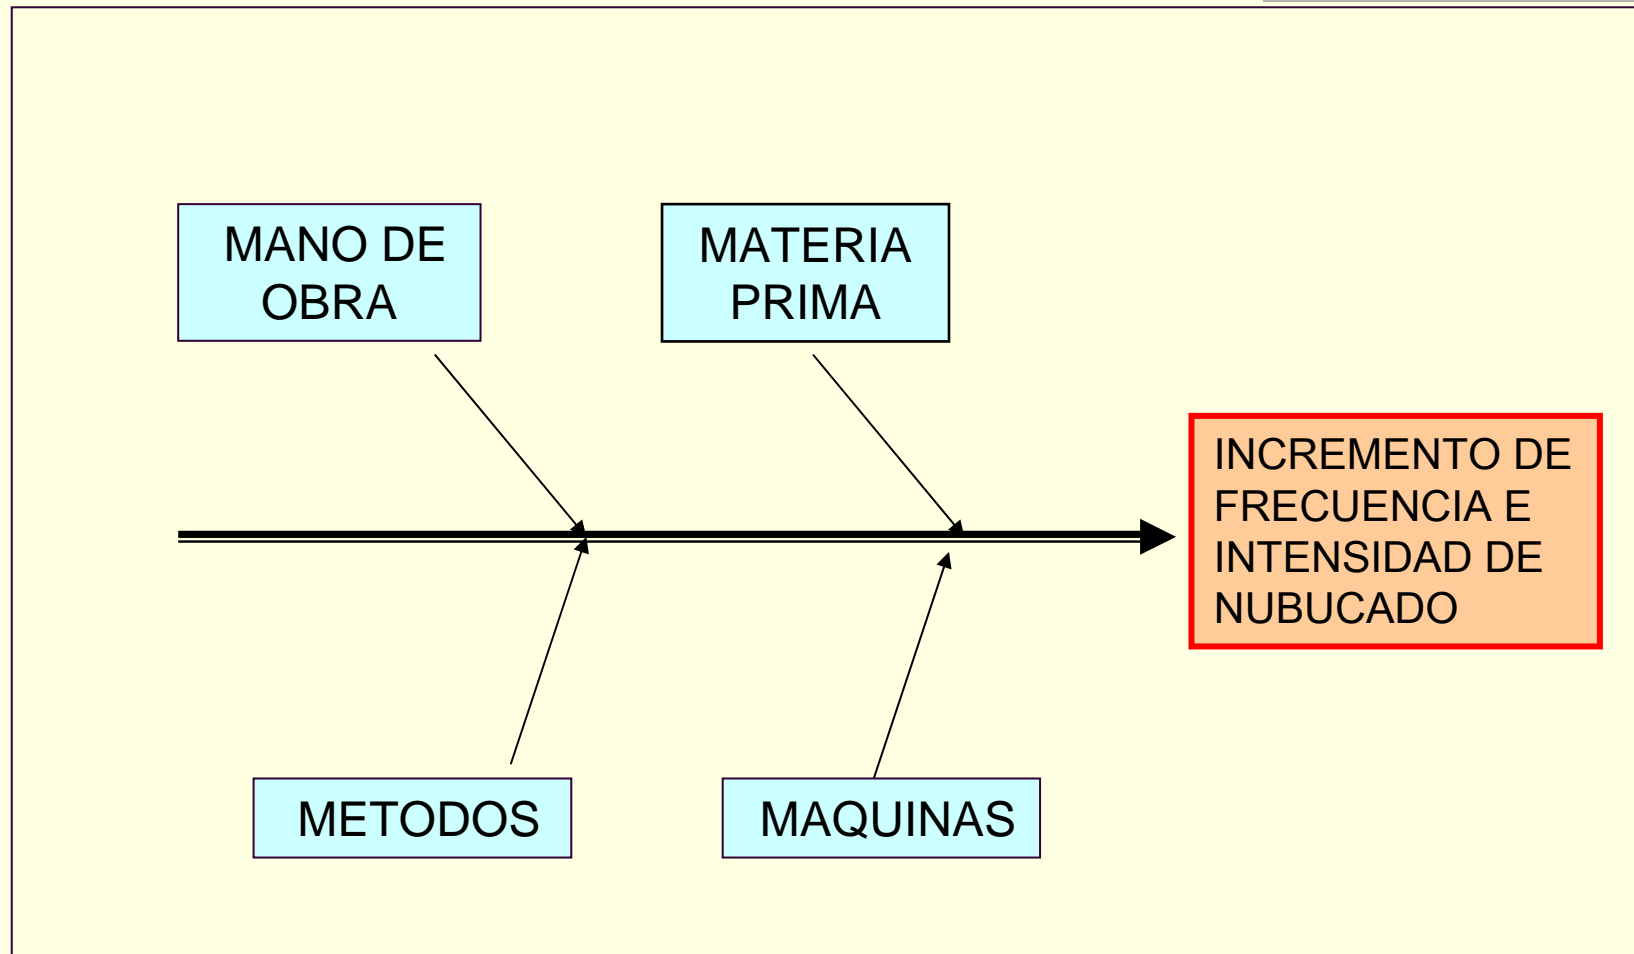 MANO DE
OBRA
MATERIA
PRIMA
INCREMENTO DE
FRECUENCIA E
INTENSIDAD DE
NUBUCADO
METODOS
MAQUINAS